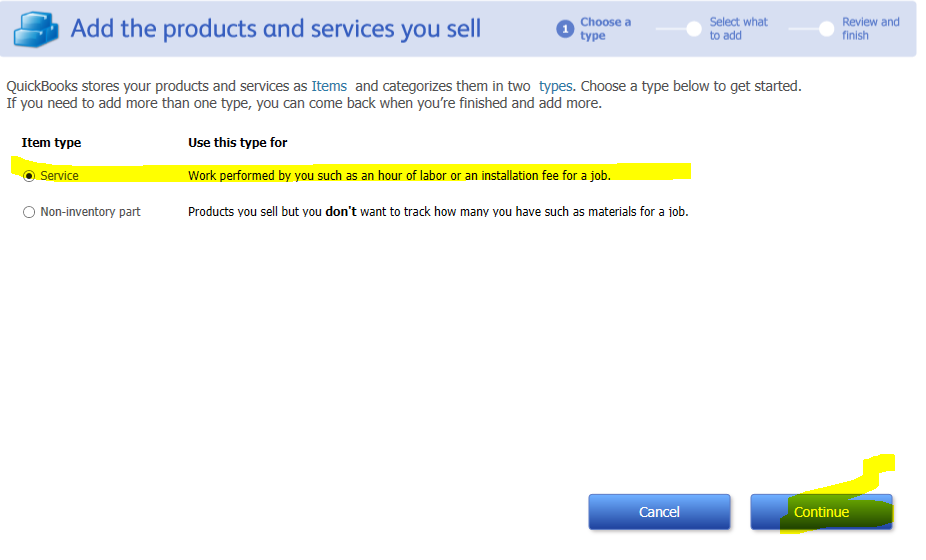 Add the products and services you sell
1 Choose a type
Select what to add
Review and finish
QuickBooks stores your products and services as Items and categorizes them in two types. Choose a type below to get started.
If you need to add more than one type, you can come back when you're finished and add more.
Item type Use this type for
Service Work performed by you such as an hour of labor or an installation fee for a job.
Non-inventory part Products you sell but you don't want to track how many you have such as materials for a job.
Cancel Continue